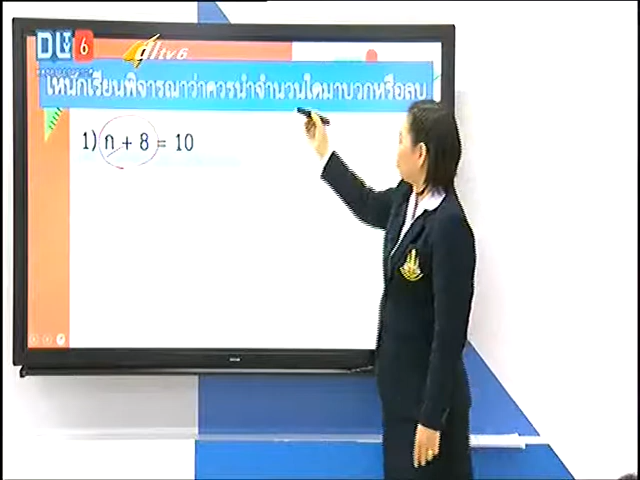 DLTV 6
dltv6
ให้นักเรียนพิจารณาว่าควรนำจำนวนใดมาบวกหรือลบ
1) ก + 8 = 10